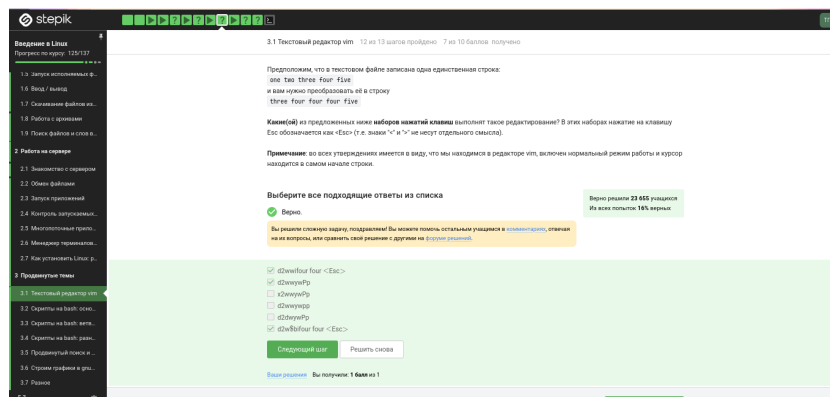 stepik
Введение в Linux
Прогресс по курсу: 125/137
1.5 Запуск исполняемых ф...
1.6 Ввод / вывод
1.7 Скачивание файлов из...
1.8 Работа с архивами
1.9 Поиск файлов и слов в...
2 Работа на сервере
2.1 Знакомство с сервером
2.2 Обмен файлами
2.3 Запуск приложений
2.4 Контроль запускаемых...
2.5 Многопоточные прило...
2.6 Менеджер терминалов...
2.7 Как установить Linux: р...
3 Продвинутые темы
3.1 Текстовый редактор vim
3.2 Скрипты на bash: осно...
3.3 Скрипты на bash: ветв...
3.4 Скрипты на bash: разн...
3.5 Продвинутый поиск и ...
3.6 Строим графики в gnu...
3.7 Разное
3.1 Текстовый редактор vim 12 из 13 шагов пройдено 7 из 10 баллов получено
Предположим, что в текстовом файле записана одна единственная строка:
one two three four five
и вам нужно преобразовать её в строку
three four four four five
Какие(ой) из предложенных ниже наборов нажатий клавиш выполнят такое редактирование? В этих наборах нажатие на клавишу
Esc обозначается как <Esc> (т.е. знаки "<" и ">" не несут отдельного смысла).
Примечание: во всех утверждениях имеется в виду, что мы находимся в редакторе vim, включен нормальный режим работы и курсор
находится в самом начале строки.
Выберите все подходящие ответы из списка
Верно решили 23 655 учащихся
Из всех попыток 16% верных
Верно.
Вы решили сложную задачу, поздравляем! Вы можете помочь остальным учащимся в комментариях, отвечая
на их вопросы, или сравнить своё решение с другими на форуме решений.
d2wwifour four <Esc>
d2wwywPp
x2wwywPp
d2wwywpp
d2dwywPp
d2w$bifour four <Esc>
Следующий шаг Решить снова
Ваши решения Вы получили: 1 балл из 1